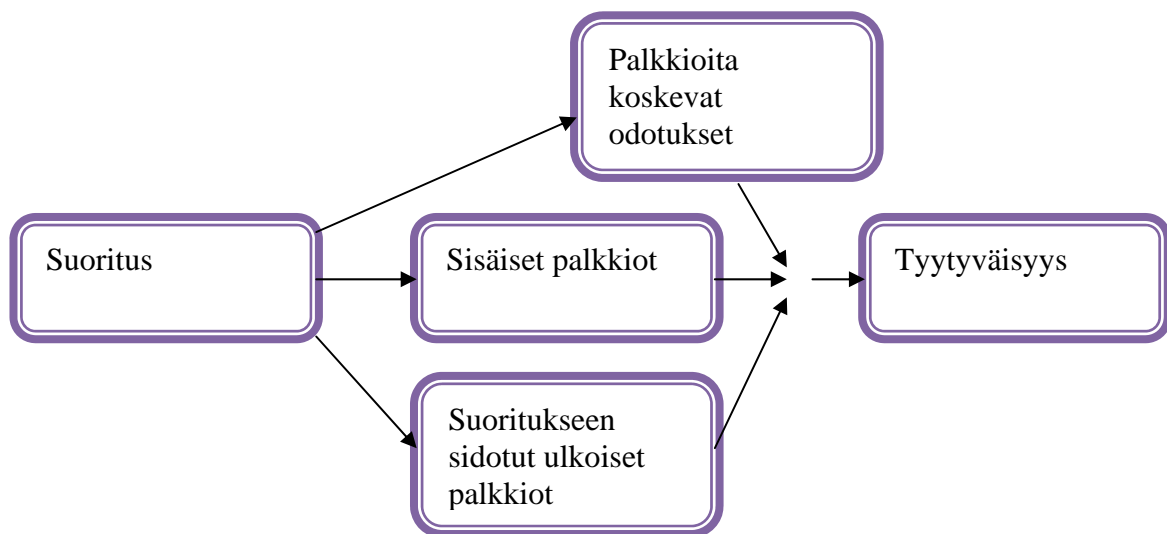 Palkkioita
koskevat
odotukset
Suoritus
Sisäiset palkkiot
Tyytyväisyys
Suoritukseen
sidotut ulkoiset
palkkiot